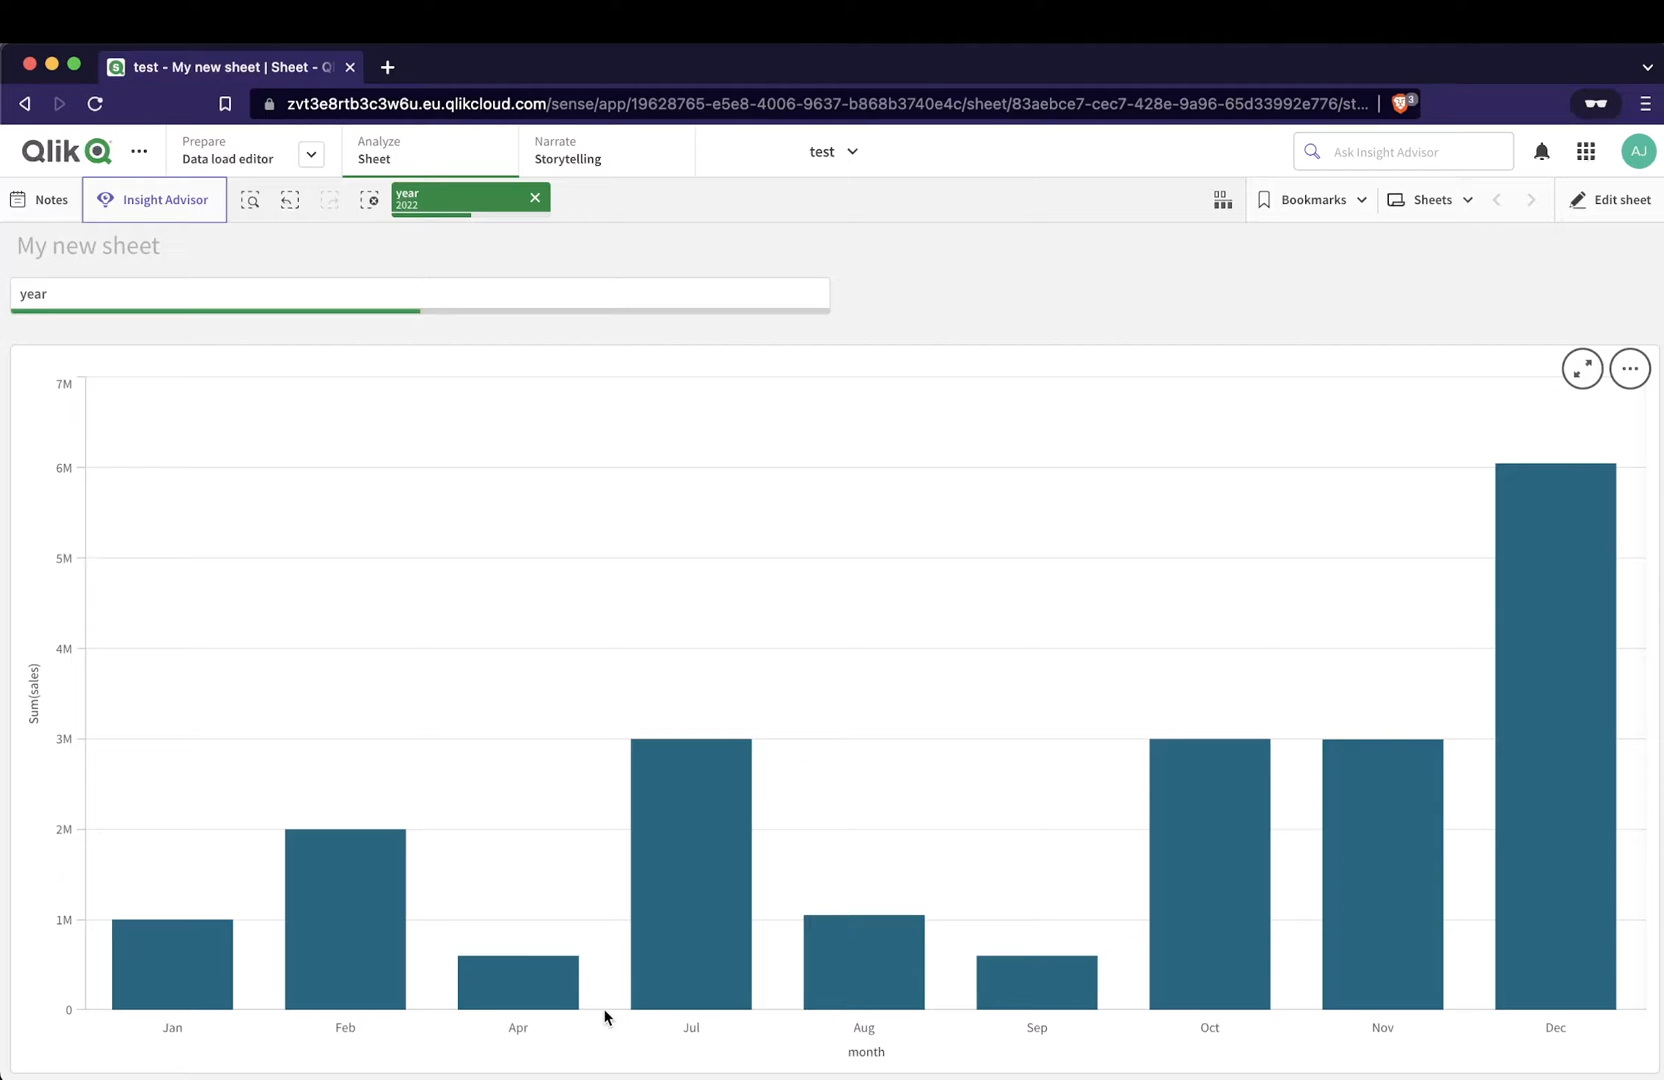 test - My new sheet | Sheet - Q
zvt3e8rtb3c3w6u.eu.qlikcloud.com/sense/app/19628765-e5e8-4006-9637-b868b3740e4c/sheet/83aebce7-cec7-428e-9a96-65d33992e776/st... 3
Qlik
Prepare
Data load editor
Analyze
Sheet
Narrate
Storytelling
test
Ask Insight Advisor
AJ
Notes
Insight Advisor
year
2022
Bookmarks
Sheets
Edit sheet
My new sheet
year
7M
6M
5M
4M
3M
2M
1M
0
Sum(sales)
Jan Feb Apr Jul Aug Sep Oct Nov Dec
month